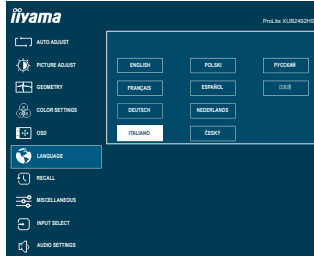 iiyama
ProLite XUB2492HS
AUTO ADJUST
PICTURE ADJUST
GEOMETRY
COLOR SETTINGS
OSD
LANGUAGE
RECALL
MISCELLANEOUS
INPUT SELECT
AUDIO SETTINGS
ENGLISH
POLSKI
РУССКИЙ
FRANÇAIS
ESPAÑOL
DEUTSCH
NEDERLANDS
ITALIANO
ČESKÝ